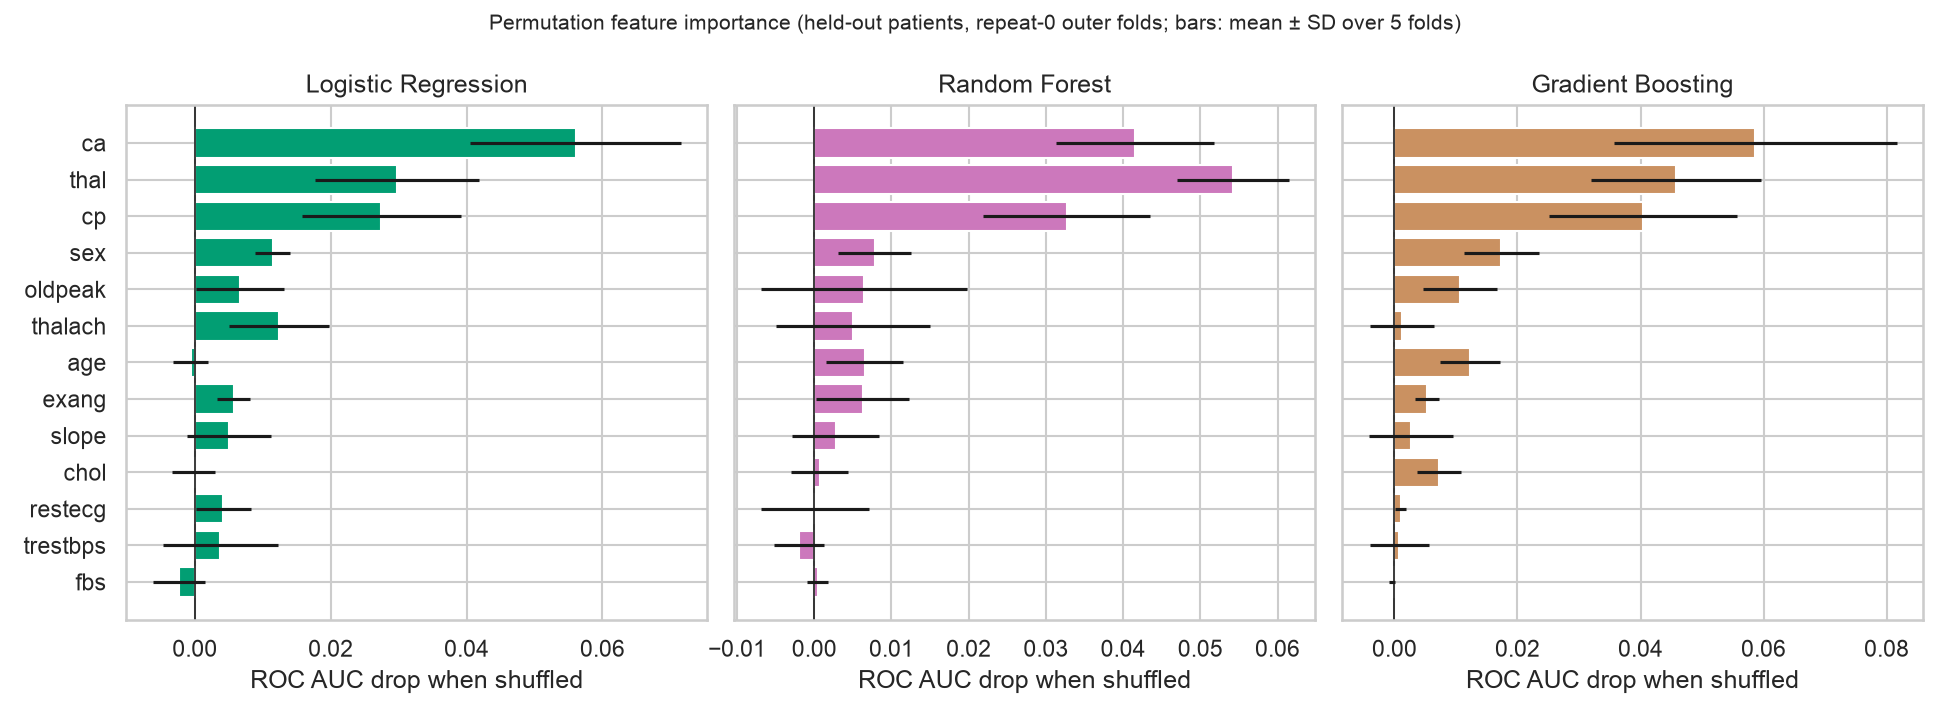 Permutation feature importance (held-out patients, repeat-0 outer folds; bars: mean ± SD over 5 folds)
Logistic Regression
Random Forest
Gradient Boosting
ca
thal
cp
sex
oldpeak
thalach
age
exang
slope
chol
restecg
trestbps
fbs
0.00 0.02 0.04 0.06
ROC AUC drop when shuffled
−0.01 0.00 0.01 0.02 0.03 0.04 0.05 0.06
ROC AUC drop when shuffled
0.00 0.02 0.04 0.06 0.08
ROC AUC drop when shuffled